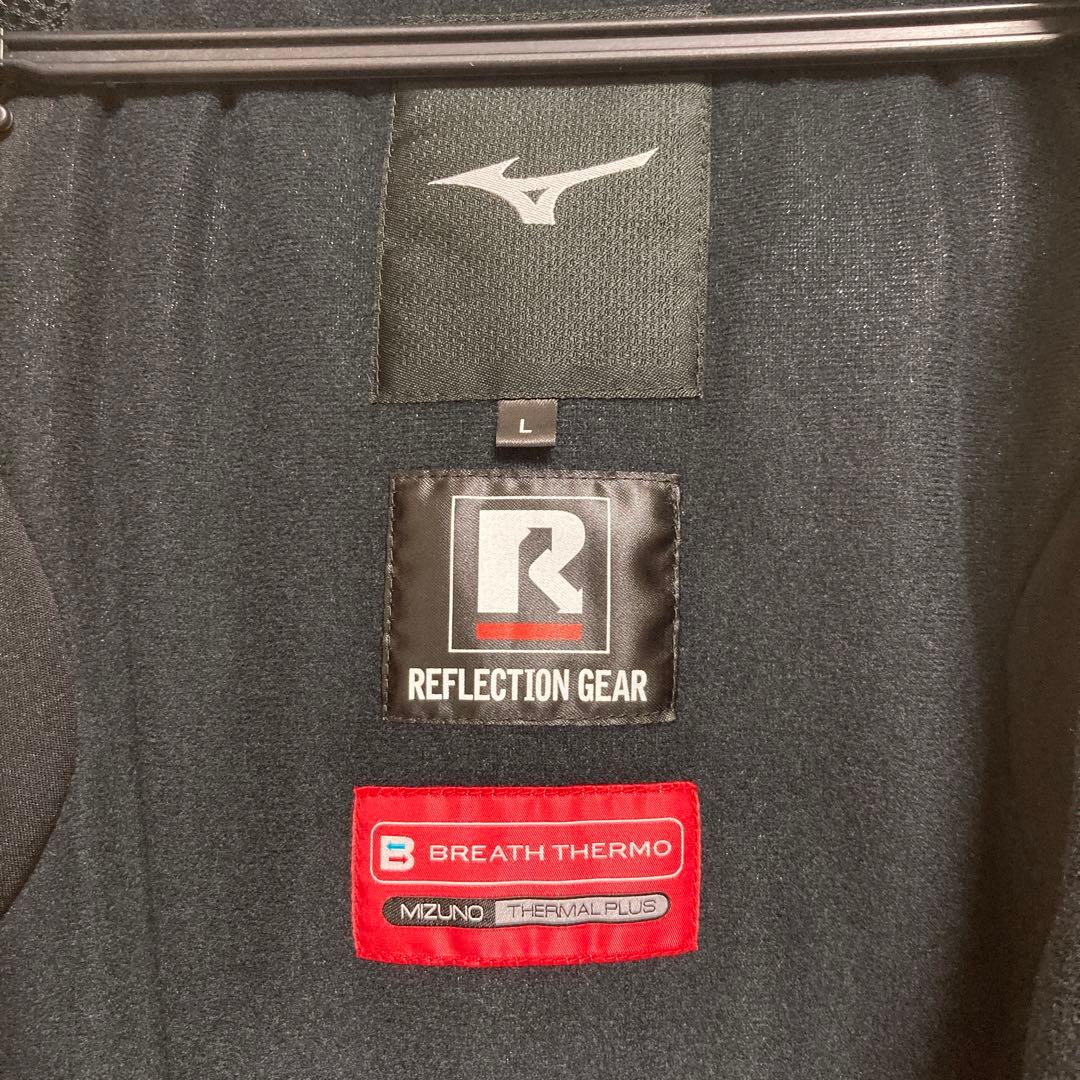 L
R
REFLECTION GEAR
B BREATH THERMO
MIZUNO THERMAL PLUS